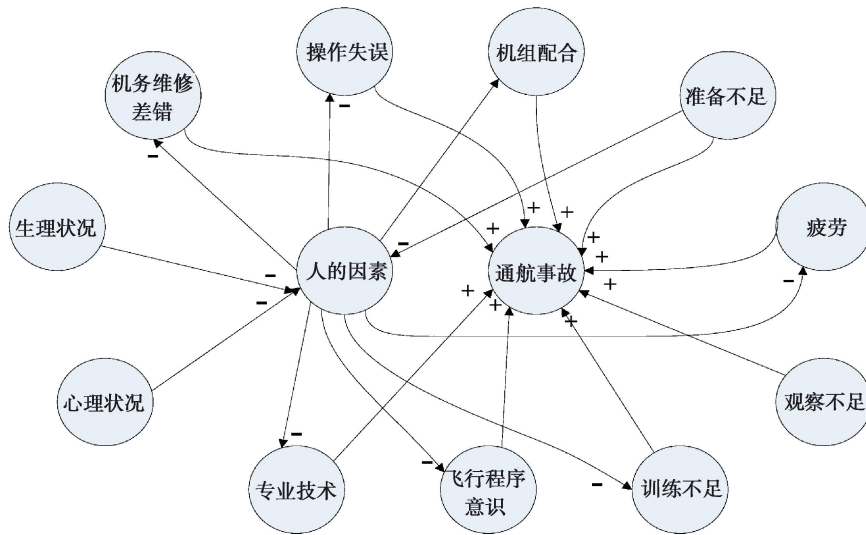 操作失误
机组配合
机务维修
差错
准备不足
生理状况
人的因素
通航事故
疲劳
心理状况
观察不足
专业技术
飞行程序
意识
训练不足